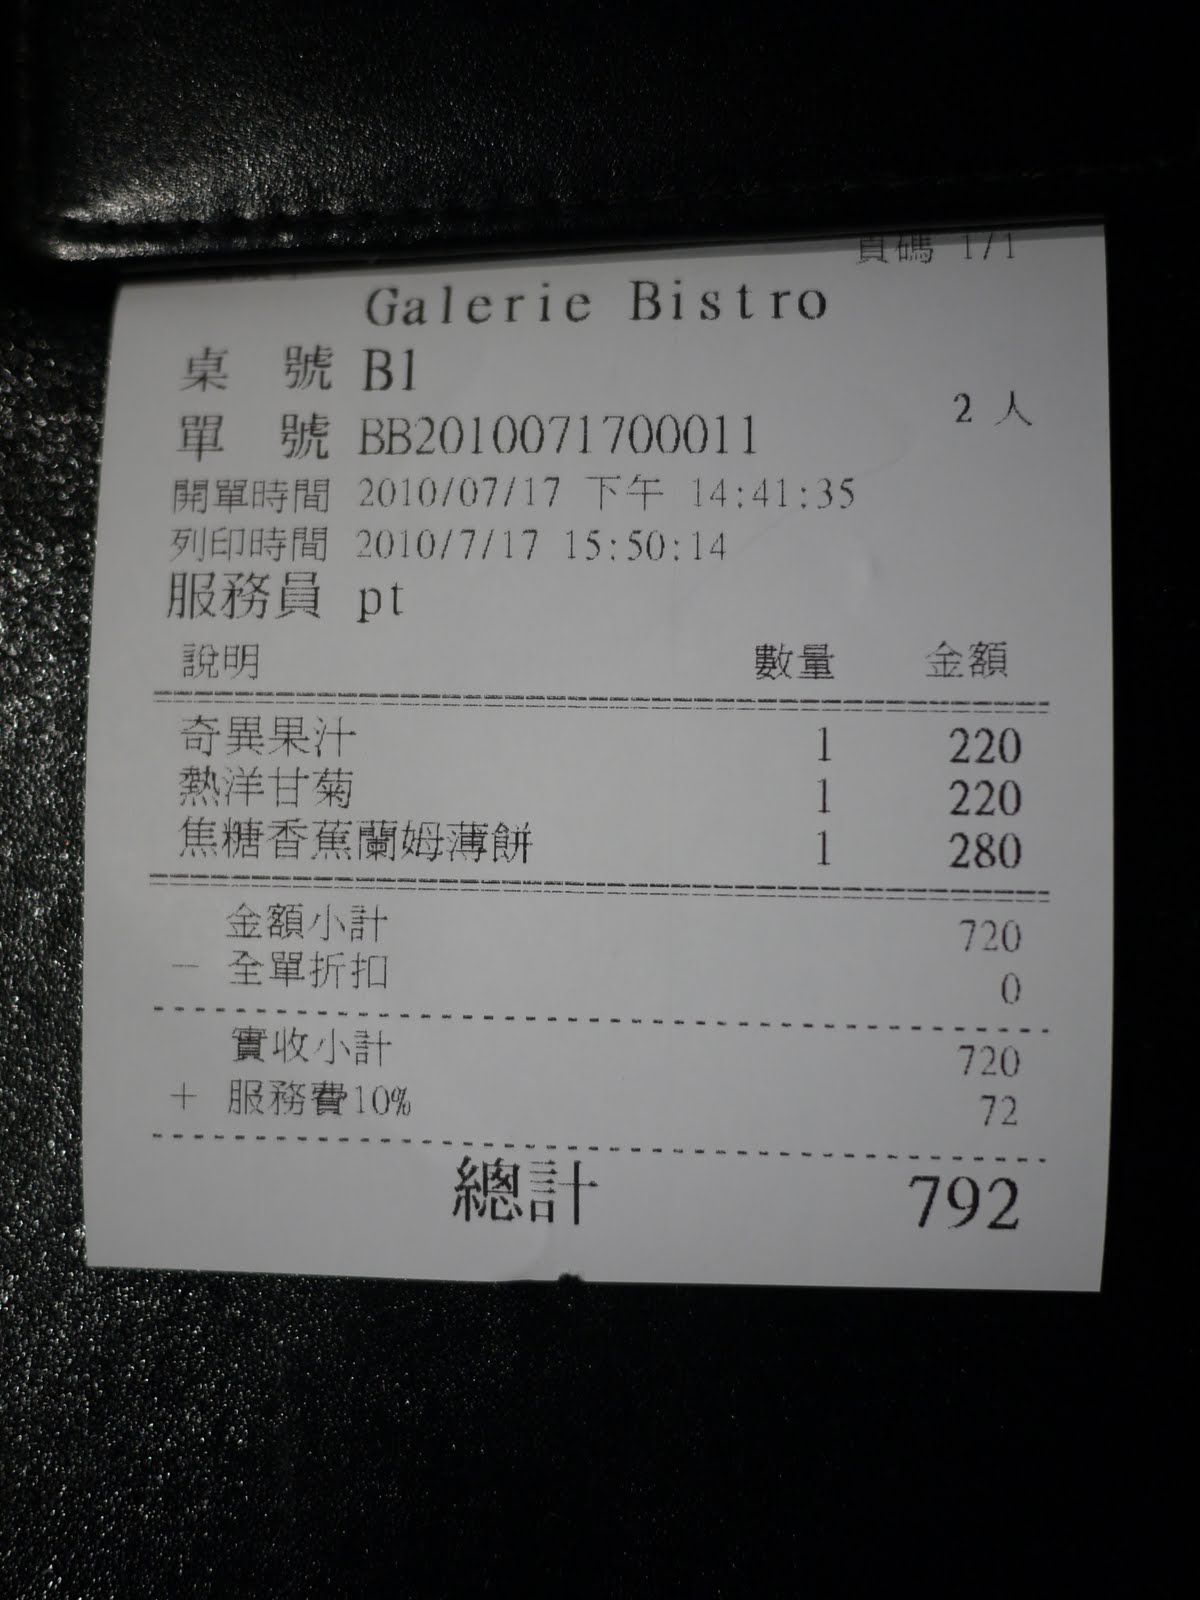 頁碼 1/1
Galerie Bistro
桌 號 B1
2 人
單 號 BB2010071700011
開單時間 2010/07/17 下午 14:41:35
列印時間 2010/7/17 15:50:14
服務員 pt
說明 數量 金額
奇異果汁 1 220
熱洋甘菊 1 220
焦糖香蕉蘭姆薄餅 1 280
金額小計 720
－ 全單折扣 0
實收小計 720
＋ 服務費10% 72
總計 792